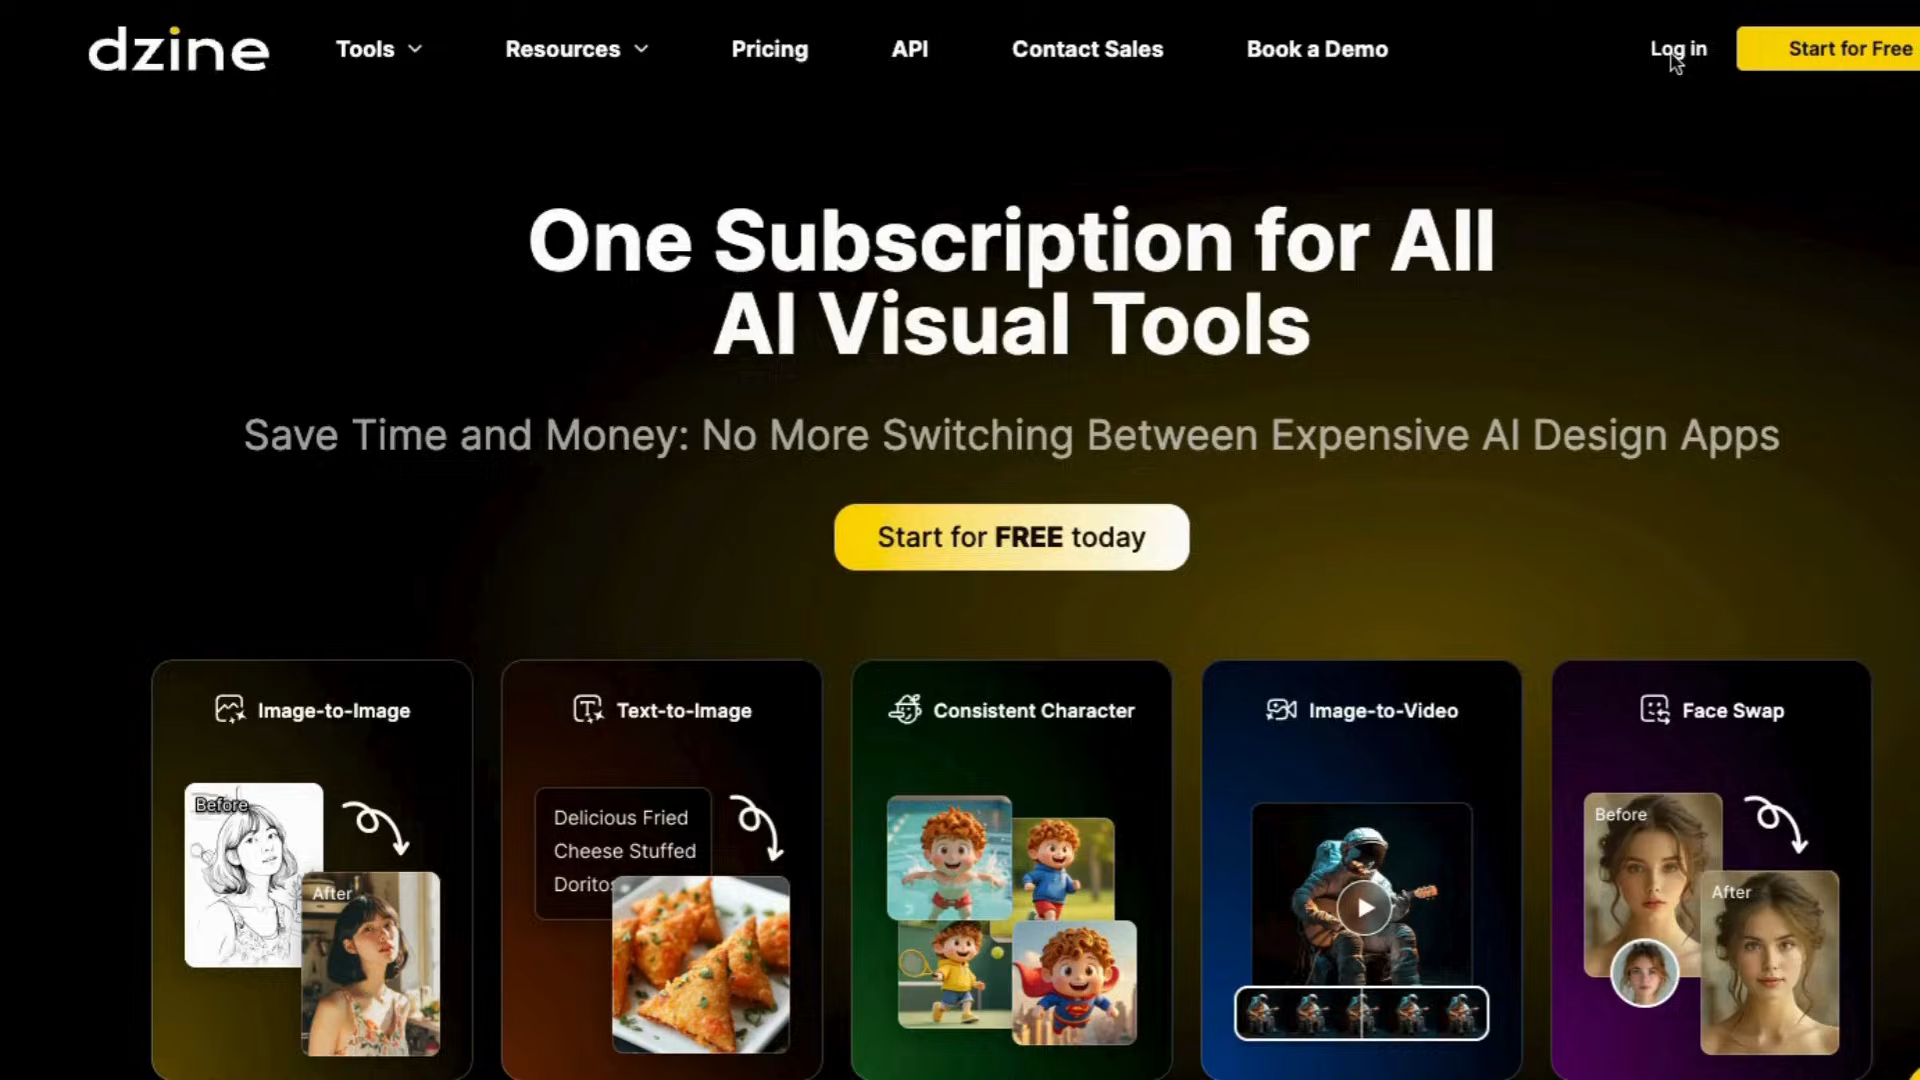 dzine
Tools
Resources
Pricing
API
Contact Sales
Book a Demo
Log in
Start for Free
One Subscription for All
AI Visual Tools
Save Time and Money: No More Switching Between Expensive AI Design Apps
Start for FREE today
Image-to-Image
Before
After
Text-to-Image
Delicious Fried
Cheese Stuffed
Doritos
Consistent Character
Image-to-Video
Face Swap
Before
After